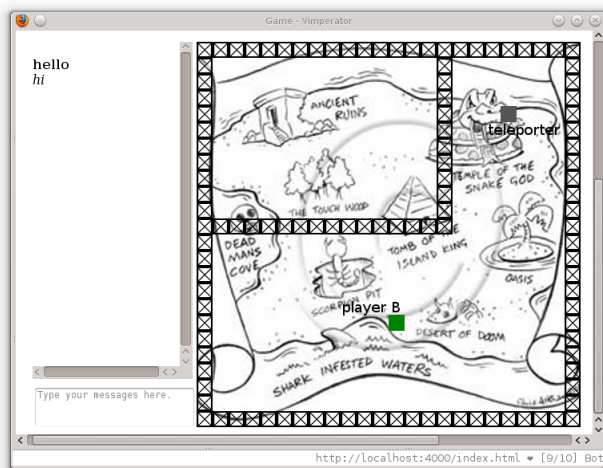 Game - Vimperator
hello
hi
ANCIENT
RUINS
teleporter
TEMPLE OF THE
SNAKE GOD
THE TOUCH WOOD
DEAD
MANS
COVE
TOMB OF THE
ISLAND KING
OASIS
SCORPION PIT
player B
DESERT OF DOOM
SHARK INFESTED WATERS
Type your messages here.
http://localhost:4000/index.html ❤ [9/10] Bot